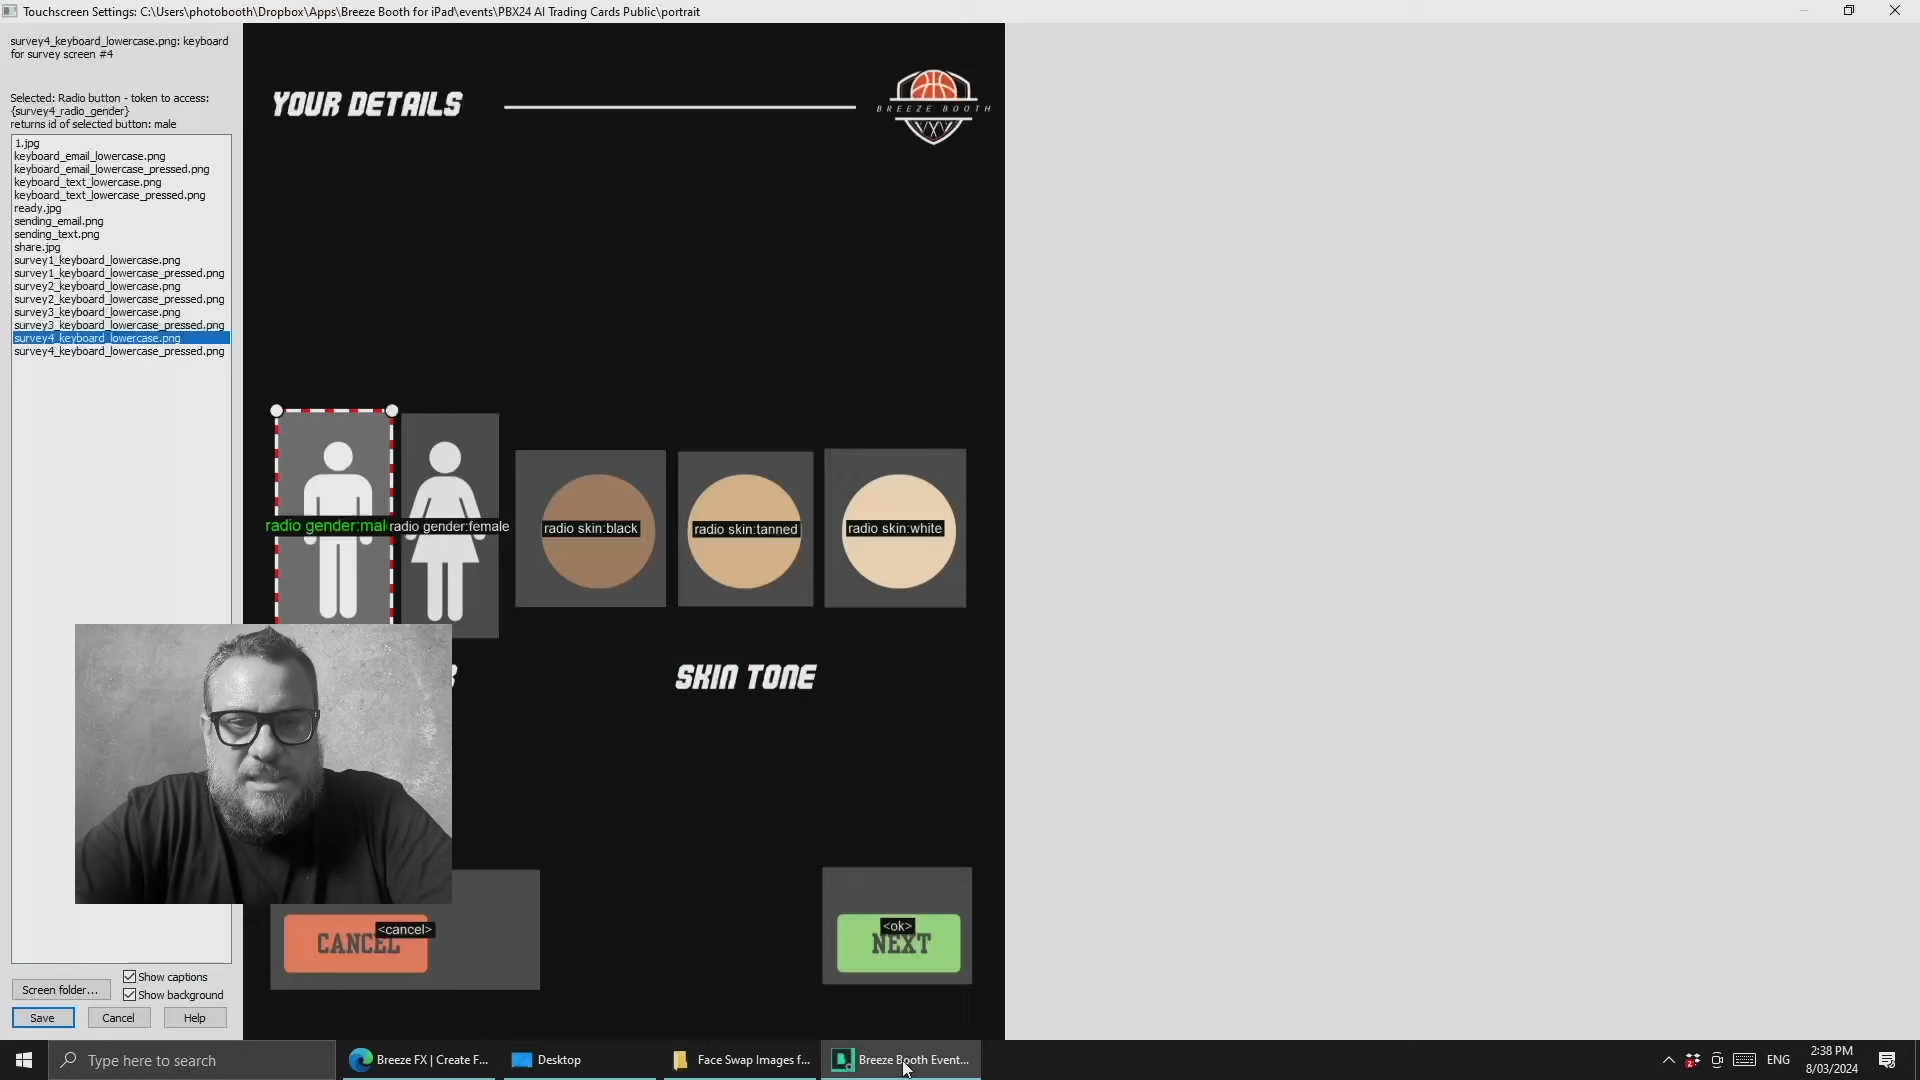 Touchscreen Settings: C:\Users\photobooth\Dropbox\Apps\Breeze Booth for iPad\events\PBX24 AI Trading Cards Public\portrait
survey4_keyboard_lowercase.png: keyboard
for survey screen #4
Selected: Radio button - token to access:
{survey4_radio_gender}
returns id of selected button: male
1.jpg
keyboard_email_lowercase.png
keyboard_email_lowercase_pressed.png
keyboard_text_lowercase.png
keyboard_text_lowercase_pressed.png
ready.jpg
sending_email.png
sending_text.png
share.jpg
survey1_keyboard_lowercase.png
survey1_keyboard_lowercase_pressed.png
survey2_keyboard_lowercase.png
survey2_keyboard_lowercase_pressed.png
survey3_keyboard_lowercase.png
survey3_keyboard_lowercase_pressed.png
survey4_keyboard_lowercase.png
survey4_keyboard_lowercase_pressed.png
YOUR DETAILS
BREEZE BOOTH
radio gender:mal
radio gender:female
radio skin:black
radio skin:tanned
radio skin:white
SKIN TONE
<cancel>
CANCEL
<ok>
NEXT
Screen folder...
Show captions
Show background
Save
Cancel
Help
Type here to search
Breeze FX | Create F...
Desktop
Face Swap Images f...
Breeze Booth Event...
ENG
2:38 PM
8/03/2024